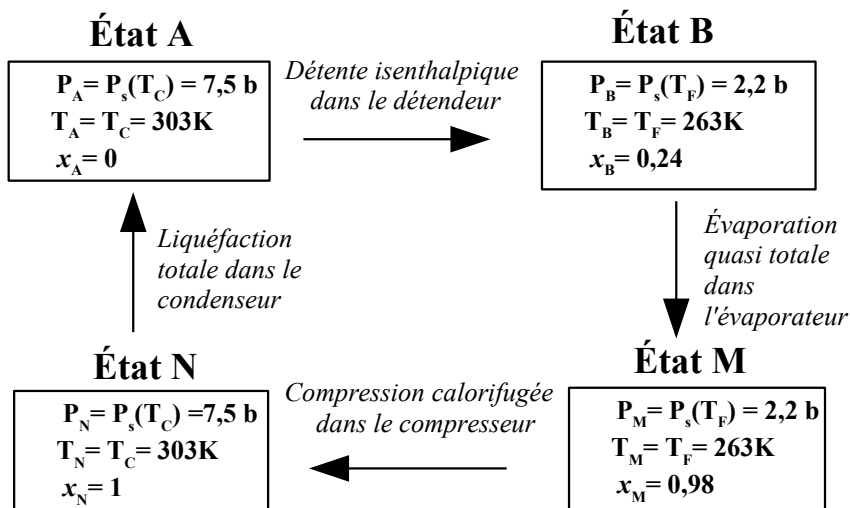 État A
P_A= P_s(T_C) = 7,5 b
T_A= T_C= 303K
x_A= 0
Détente isenthalpique
dans le détendeur
État B
P_B= P_s(T_F) = 2,2 b
T_B= T_F= 263K
x_B= 0,24
Liquéfaction
totale dans le
condenseur
Évaporation
quasi totale
dans
l'évaporateur
État N
P_N= P_s(T_C) =7,5 b
T_N= T_C= 303K
x_N= 1
Compression calorifugée
dans le compresseur
État M
P_M= P_s(T_F) = 2,2 b
T_M= T_F= 263K
x_M= 0,98